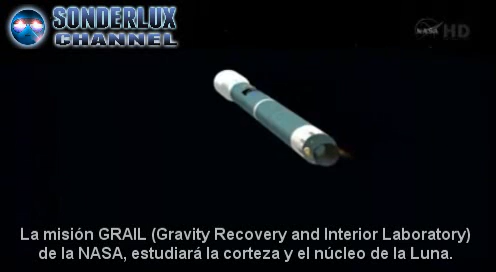 SONDERLUX
CHANNEL
NASA HD
La misión GRAIL (Gravity Recovery and Interior Laboratory)
de la NASA, estudiará la corteza y el núcleo de la Luna.